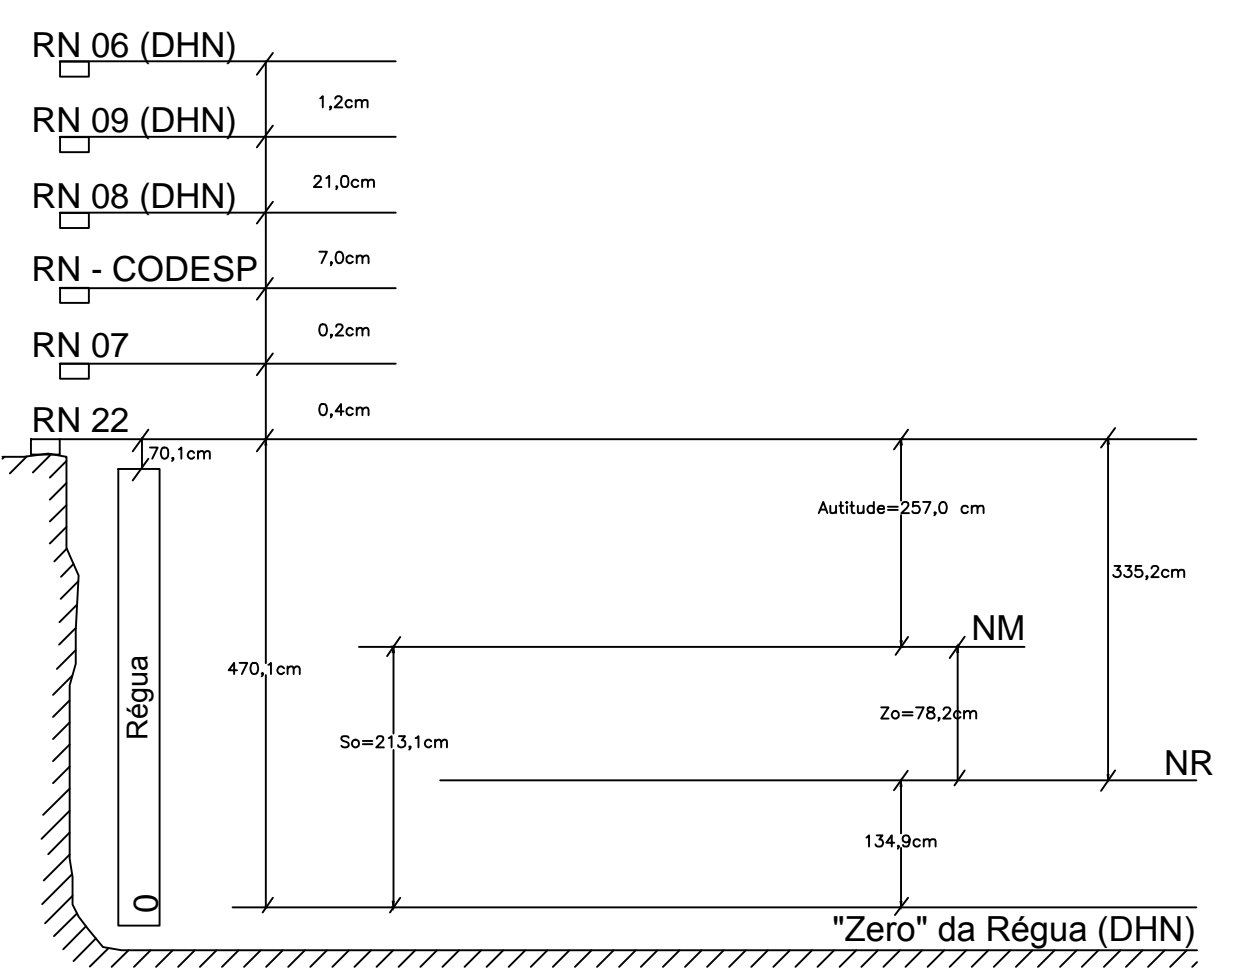 RN 06 (DHN)
1,2cm
RN 09 (DHN)
21,0cm
RN 08 (DHN)
7,0cm
RN - CODESP
0,2cm
RN 07
0,4cm
RN 22
70,1cm
Autitude=257,0 cm
335,2cm
NM
470,1cm
Régua
Zo=78,2cm
So=213,1cm
NR
134,9cm
0
"Zero" da Régua (DHN)